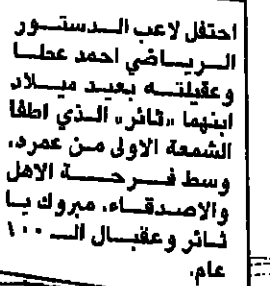 احتفل لاعب الدستور
الرياضي احمد عطا
وعقيلته بعيد ميلاد
ابنهما «ثائر» الذي اطفا
الشمعة الاولى من عمره،
وسط فرحة الاهل
والاصدقاء، مبروك يا
ثائر وعقبال الـ ١٠٠
عام.